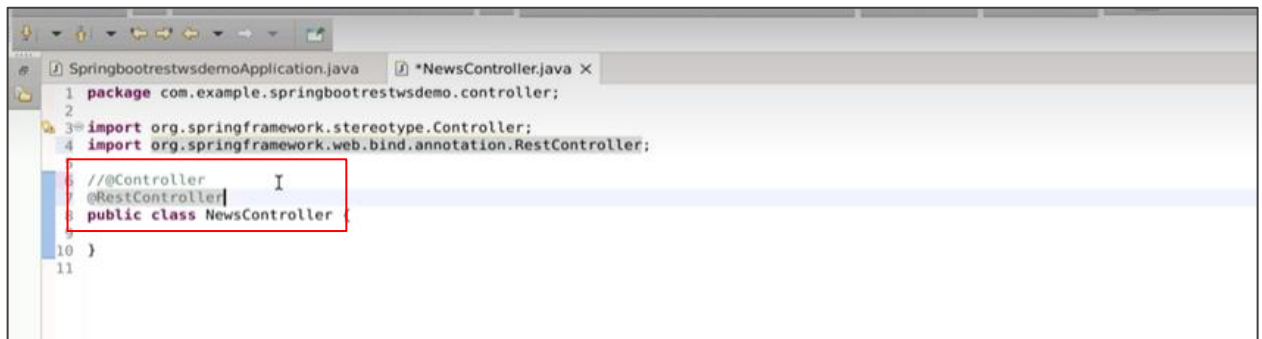 SpringbootrestwsdemoApplication.java *NewsController.java
1 package com.example.springbootrestwsdemo.controller;
2
3 import org.springframework.stereotype.Controller;
4 import org.springframework.web.bind.annotation.RestController;
5
6 //@Controller
7 @RestController
8 public class NewsController {
9
10 }
11